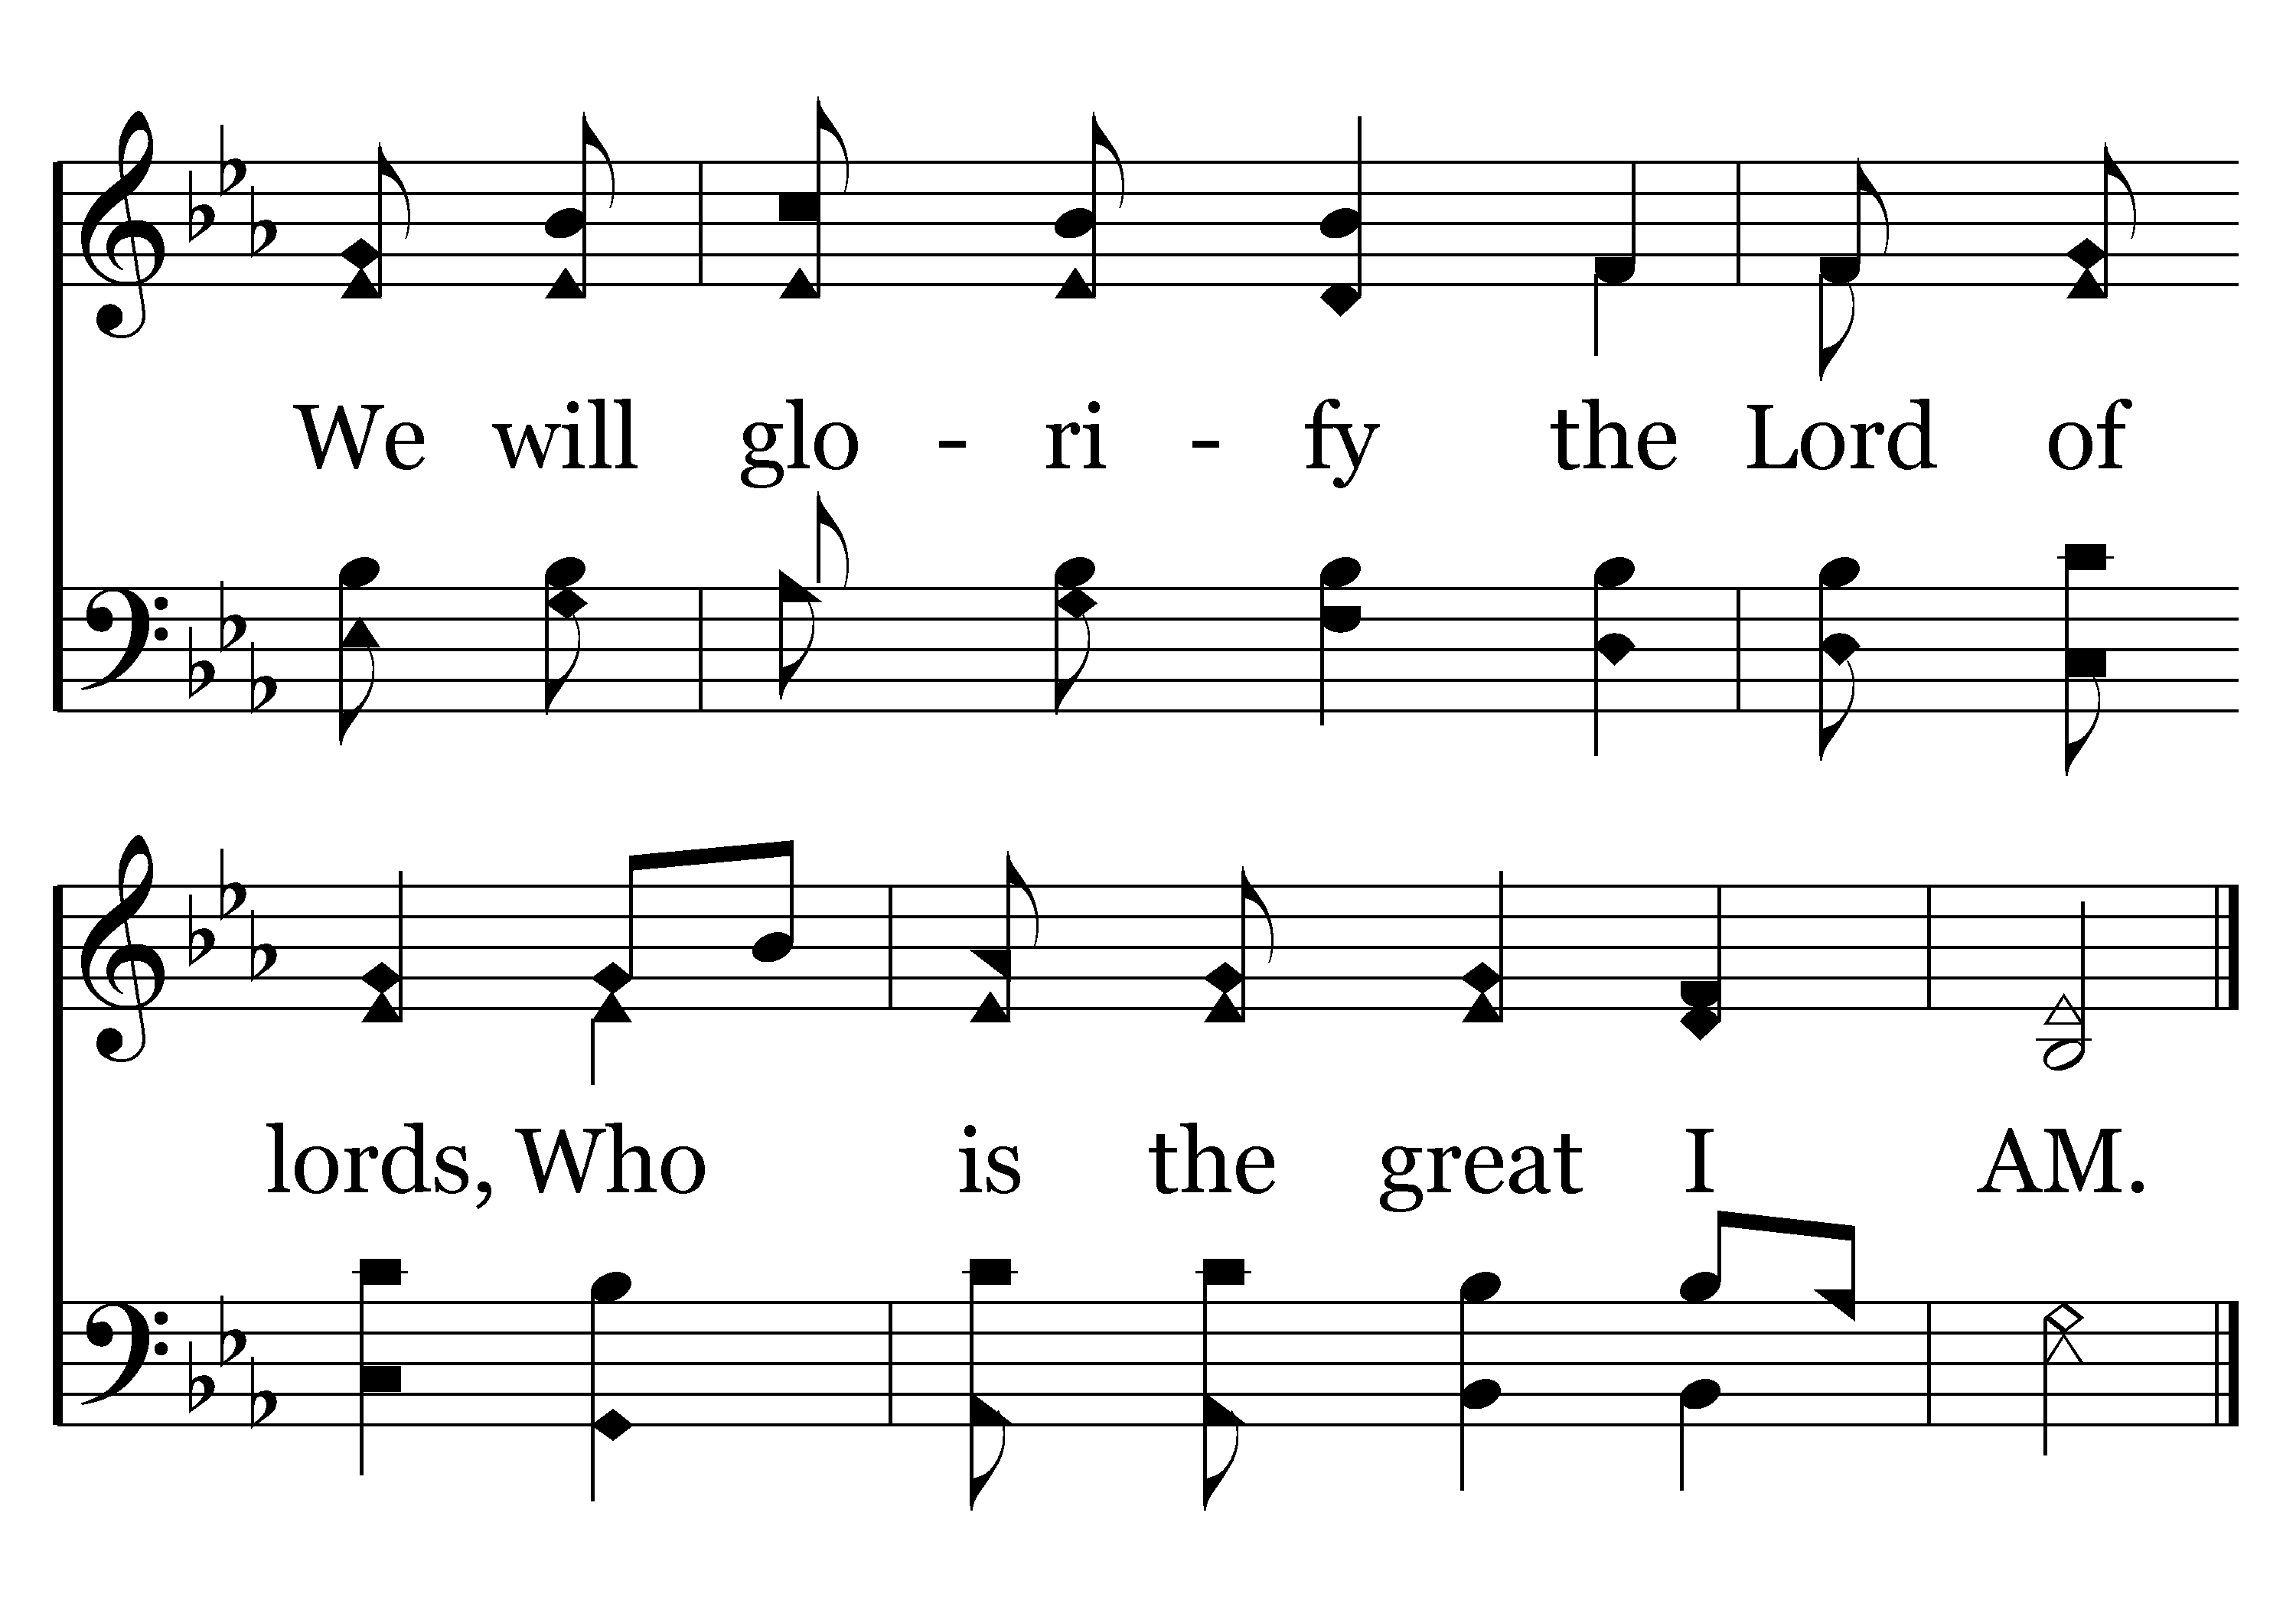 We will glo - ri - fy the Lord of
lords, Who is the great I AM.